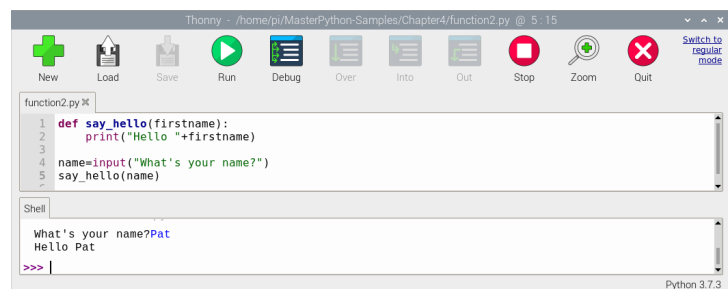 Thonny - /home/pi/MasterPython-Samples/Chapter4/function2.py @ 5 : 15
New Load Save Run Debug Over Into Out Stop Zoom Quit
Switch to
regular
mode
function2.py
1 def say_hello(firstname):
2 print("Hello "+firstname)
3
4 name=input("What's your name?")
5 say_hello(name)
Shell
What's your name?Pat
Hello Pat
>>>
Python 3.7.3